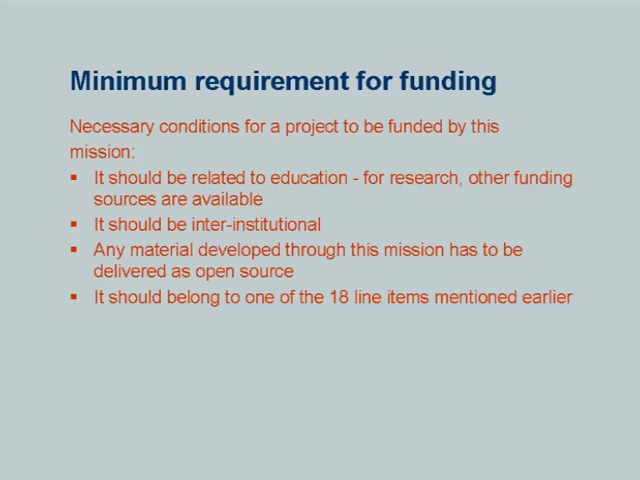 Minimum requirement for funding
Necessary conditions for a project to be funded by this
mission:
▪ It should be related to education - for research, other funding
sources are available
▪ It should be inter-institutional
▪ Any material developed through this mission has to be
delivered as open source
▪ It should belong to one of the 18 line items mentioned earlier